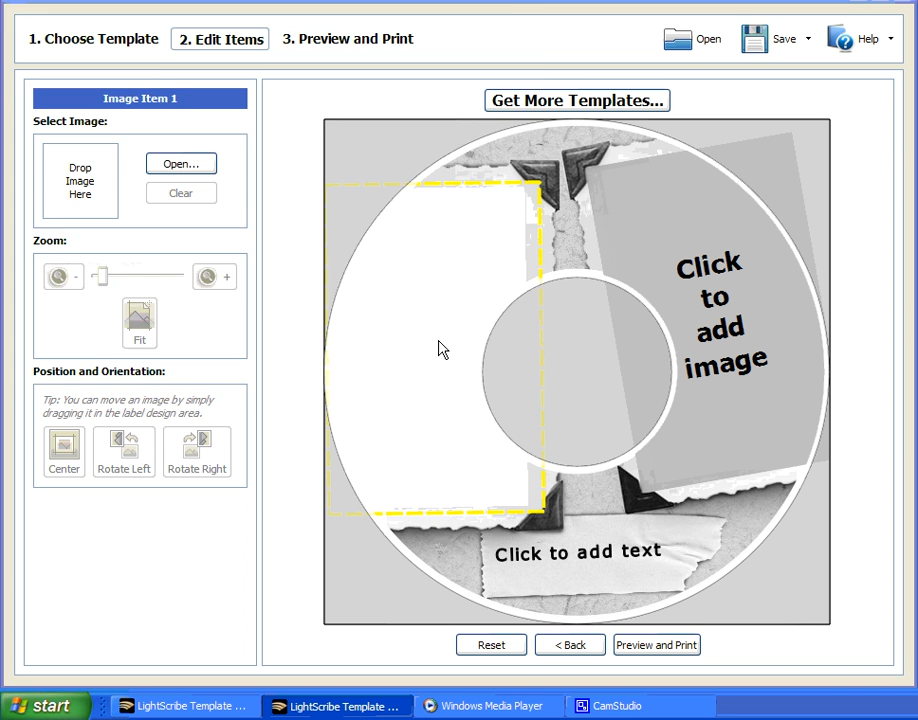 1. Choose Template
2. Edit Items
3. Preview and Print
Open
Save
Help
Image Item 1
Select Image:
Drop
Image
Here
Open...
Clear
Zoom:
-
+
Fit
Position and Orientation:
Tip: You can move an image by simply
dragging it in the label design area.
Center
Rotate Left
Rotate Right
Get More Templates...
Click
to
add
image
Click to add text
Reset
< Back
Preview and Print
start
LightScribe Template ...
LightScribe Template ...
Windows Media Player
CamStudio